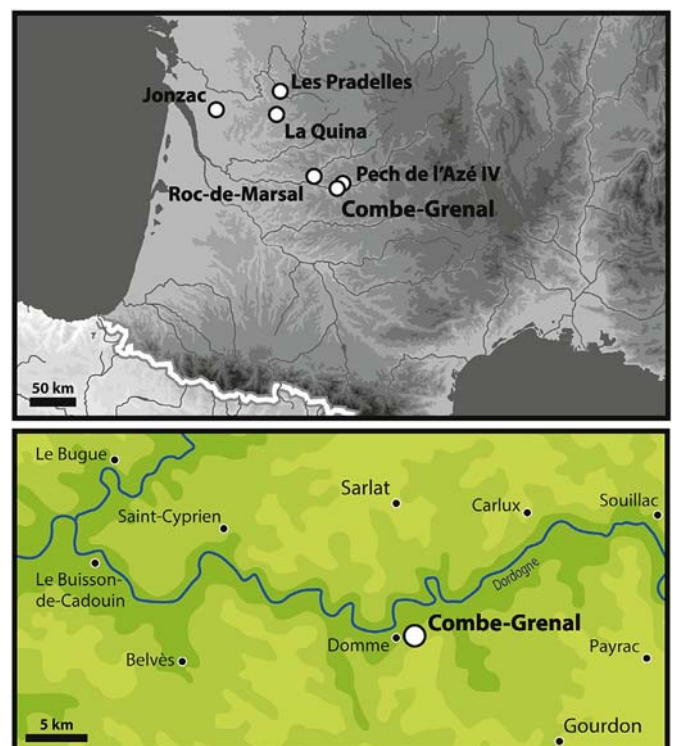 Les Pradelles
Jonzac
La Quina
Pech de l'Azé IV
Roc-de-Marsal
Combe-Grenal
50 km
Le Bugue
Sarlat
Carlux
Souillac
Saint-Cyprien
Dordogne
Le Buisson-
de-Cadouin
Combe-Grenal
Domme
Payrac
Belvès
5 km
Gourdon